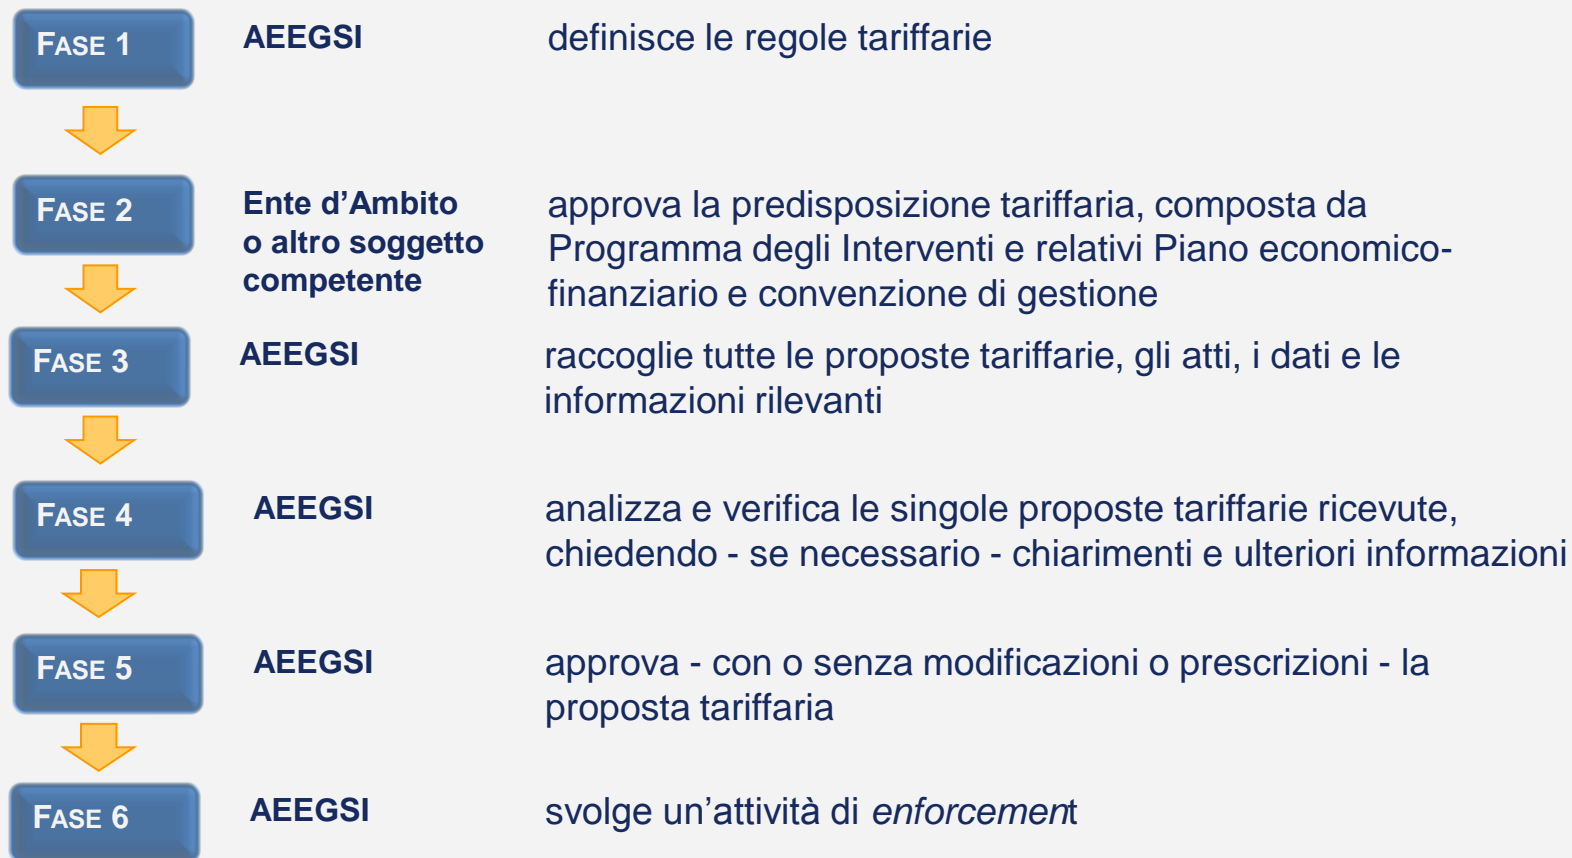 FASE 1 AEEGSI definisce le regole tariffarie
FASE 2 Ente d’Ambito
o altro soggetto
competente
approva la predisposizione tariffaria, composta da
Programma degli Interventi e relativi Piano economico-
finanziario e convenzione di gestione
FASE 3 AEEGSI raccoglie tutte le proposte tariffarie, gli atti, i dati e le
informazioni rilevanti
FASE 4 AEEGSI analizza e verifica le singole proposte tariffarie ricevute,
chiedendo - se necessario - chiarimenti e ulteriori informazioni
FASE 5 AEEGSI approva - con o senza modificazioni o prescrizioni - la
proposta tariffaria
FASE 6 AEEGSI svolge un’attività di enforcement